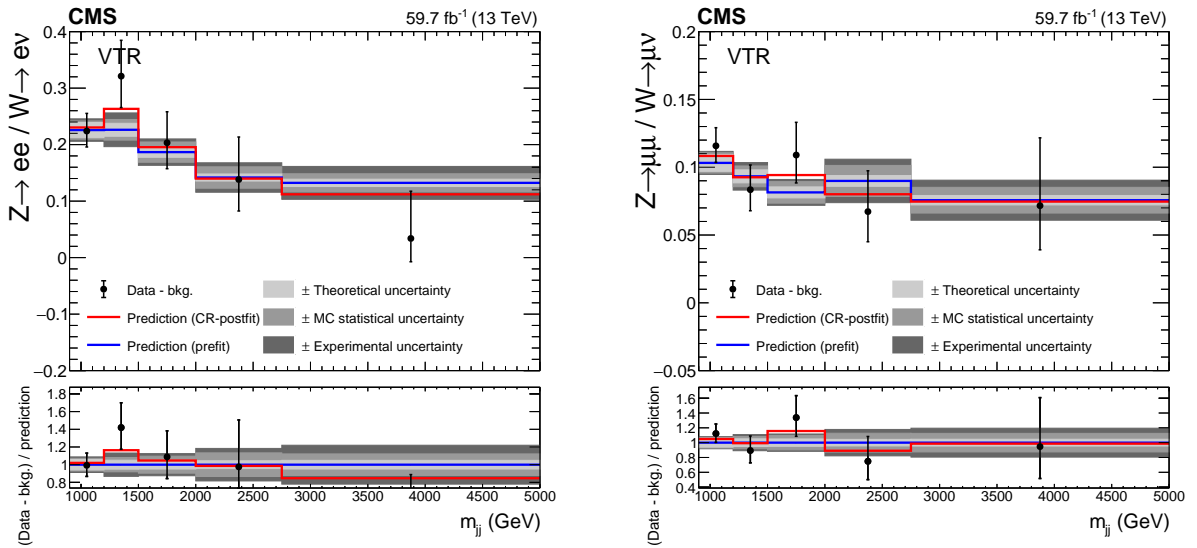 CMS
59.7 fb⁻¹ (13 TeV)
VTR
Z→ ee / W→ eν
0.4
0.3
0.2
0.1
0
−0.1
−0.2
Data - bkg.
Prediction (CR-postfit)
Prediction (prefit)
± Theoretical uncertainty
± MC statistical uncertainty
± Experimental uncertainty
(Data - bkg.) / prediction
1.8
1.6
1.4
1.2
1
0.8
1000 1500 2000 2500 3000 3500 4000 4500 5000
m_jj (GeV)
CMS
59.7 fb⁻¹ (13 TeV)
VTR
Z→μμ / W→μν
0.2
0.15
0.1
0.05
0
−0.05
Data - bkg.
Prediction (CR-postfit)
Prediction (prefit)
± Theoretical uncertainty
± MC statistical uncertainty
± Experimental uncertainty
(Data - bkg.) / prediction
1.6
1.4
1.2
1
0.8
0.6
0.4
1000 1500 2000 2500 3000 3500 4000 4500 5000
m_jj (GeV)